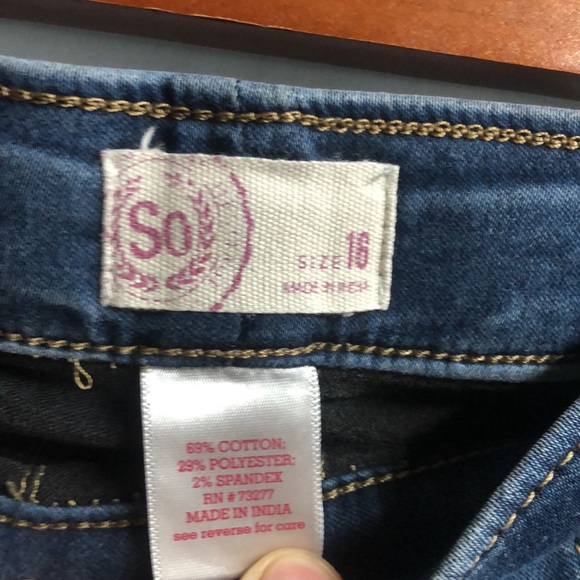 So
SIZE 16
MADE IN INDIA
69% COTTON;
29% POLYESTER;
2% SPANDEX
RN # 73277
MADE IN INDIA
see reverse for care